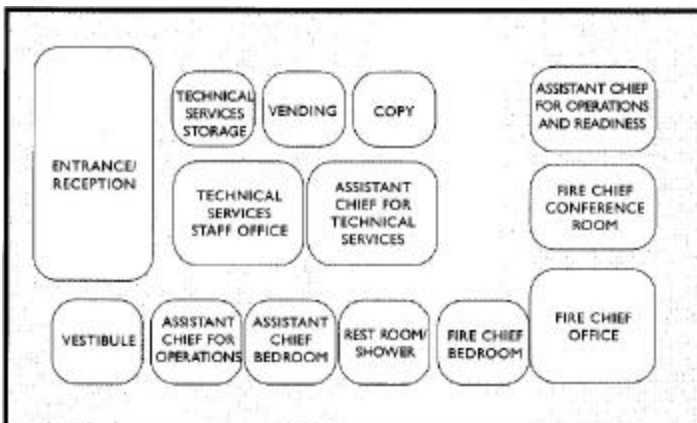 ENTRANCE/
RECEPTION
TECHNICAL
SERVICES
STORAGE
VENDING
COPY
ASSISTANT CHIEF
FOR OPERATIONS
AND READINESS
TECHNICAL
SERVICES
STAFF OFFICE
ASSISTANT
CHIEF FOR
TECHNICAL
SERVICES
FIRE CHIEF
CONFERENCE
ROOM
VESTIBULE
ASSISTANT
CHIEF FOR
OPERATIONS
ASSISTANT
CHIEF
BEDROOM
REST ROOM/
SHOWER
FIRE CHIEF
BEDROOM
FIRE CHIEF
OFFICE